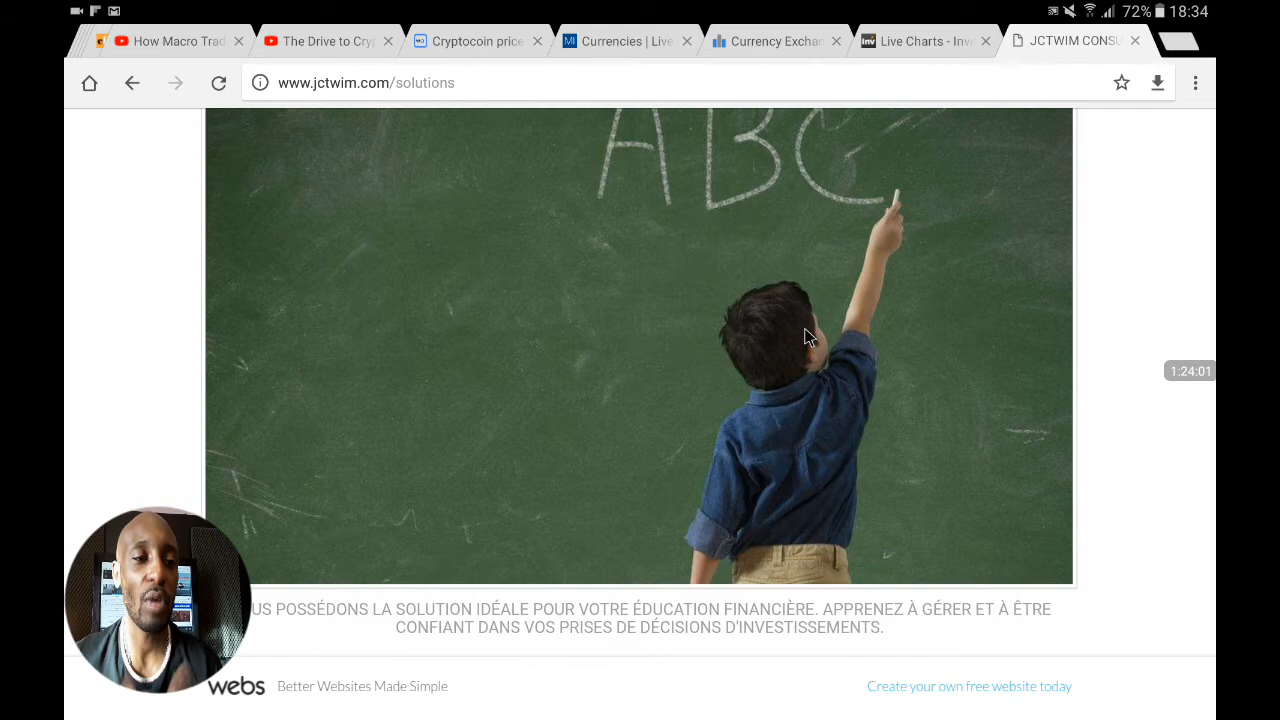 72% 18:34
How Macro Trad
The Drive to Cry
Cryptocoin price
Currencies | Live
Currency Exchan
Live Charts - Inve
JCTWIM CONSU
www.jctwim.com/solutions
ABC
1:24:01
US POSSÉDONS LA SOLUTION IDÉALE POUR VOTRE ÉDUCATION FINANCIÈRE. APPRENEZ À GÉRER ET À ÊTRE
CONFIANT DANS VOS PRISES DE DÉCISIONS D'INVESTISSEMENTS.
webs Better Websites Made Simple
Create your own free website today